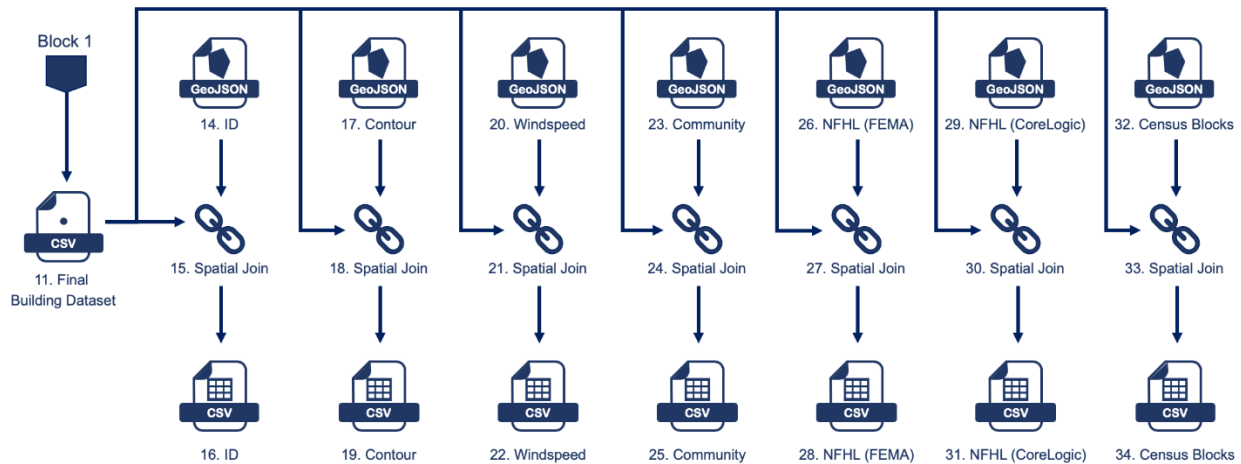 Block 1
GeoJSON GeoJSON GeoJSON GeoJSON GeoJSON GeoJSON GeoJSON
14. ID 17. Contour 20. Windspeed 23. Community 26. NFHL (FEMA) 29. NFHL (CoreLogic) 32. Census Blocks
CSV
11. Final
Building Dataset
15. Spatial Join 18. Spatial Join 21. Spatial Join 24. Spatial Join 27. Spatial Join 30. Spatial Join 33. Spatial Join
CSV CSV CSV CSV CSV CSV CSV
16. ID 19. Contour 22. Windspeed 25. Community 28. NFHL (FEMA) 31. NFHL (CoreLogic) 34. Census Blocks